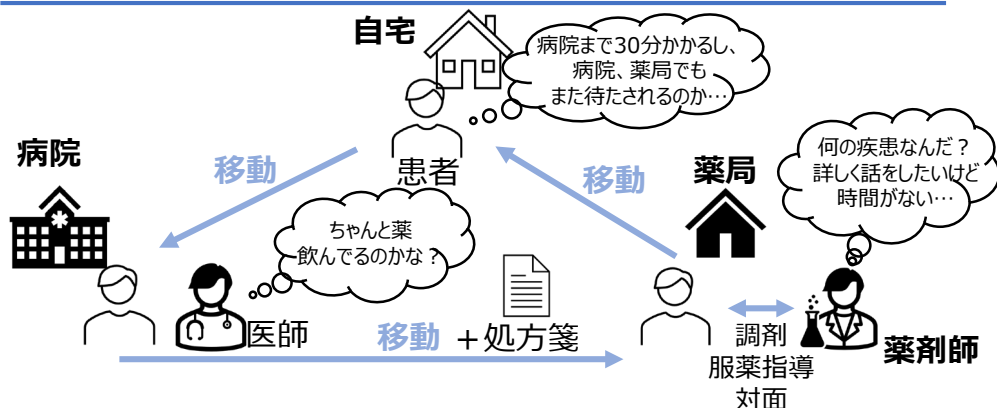 自宅
病院まで30分かかるし、
病院、薬局でも
また待たされるのか…
患者
病院
移動
移動
薬局
何の疾患なんだ？
詳しく話をしたいけど
時間がない…
ちゃんと薬
飲んでるのかな？
医師
移動 ＋処方箋
調剤
服薬指導
対面
薬剤師